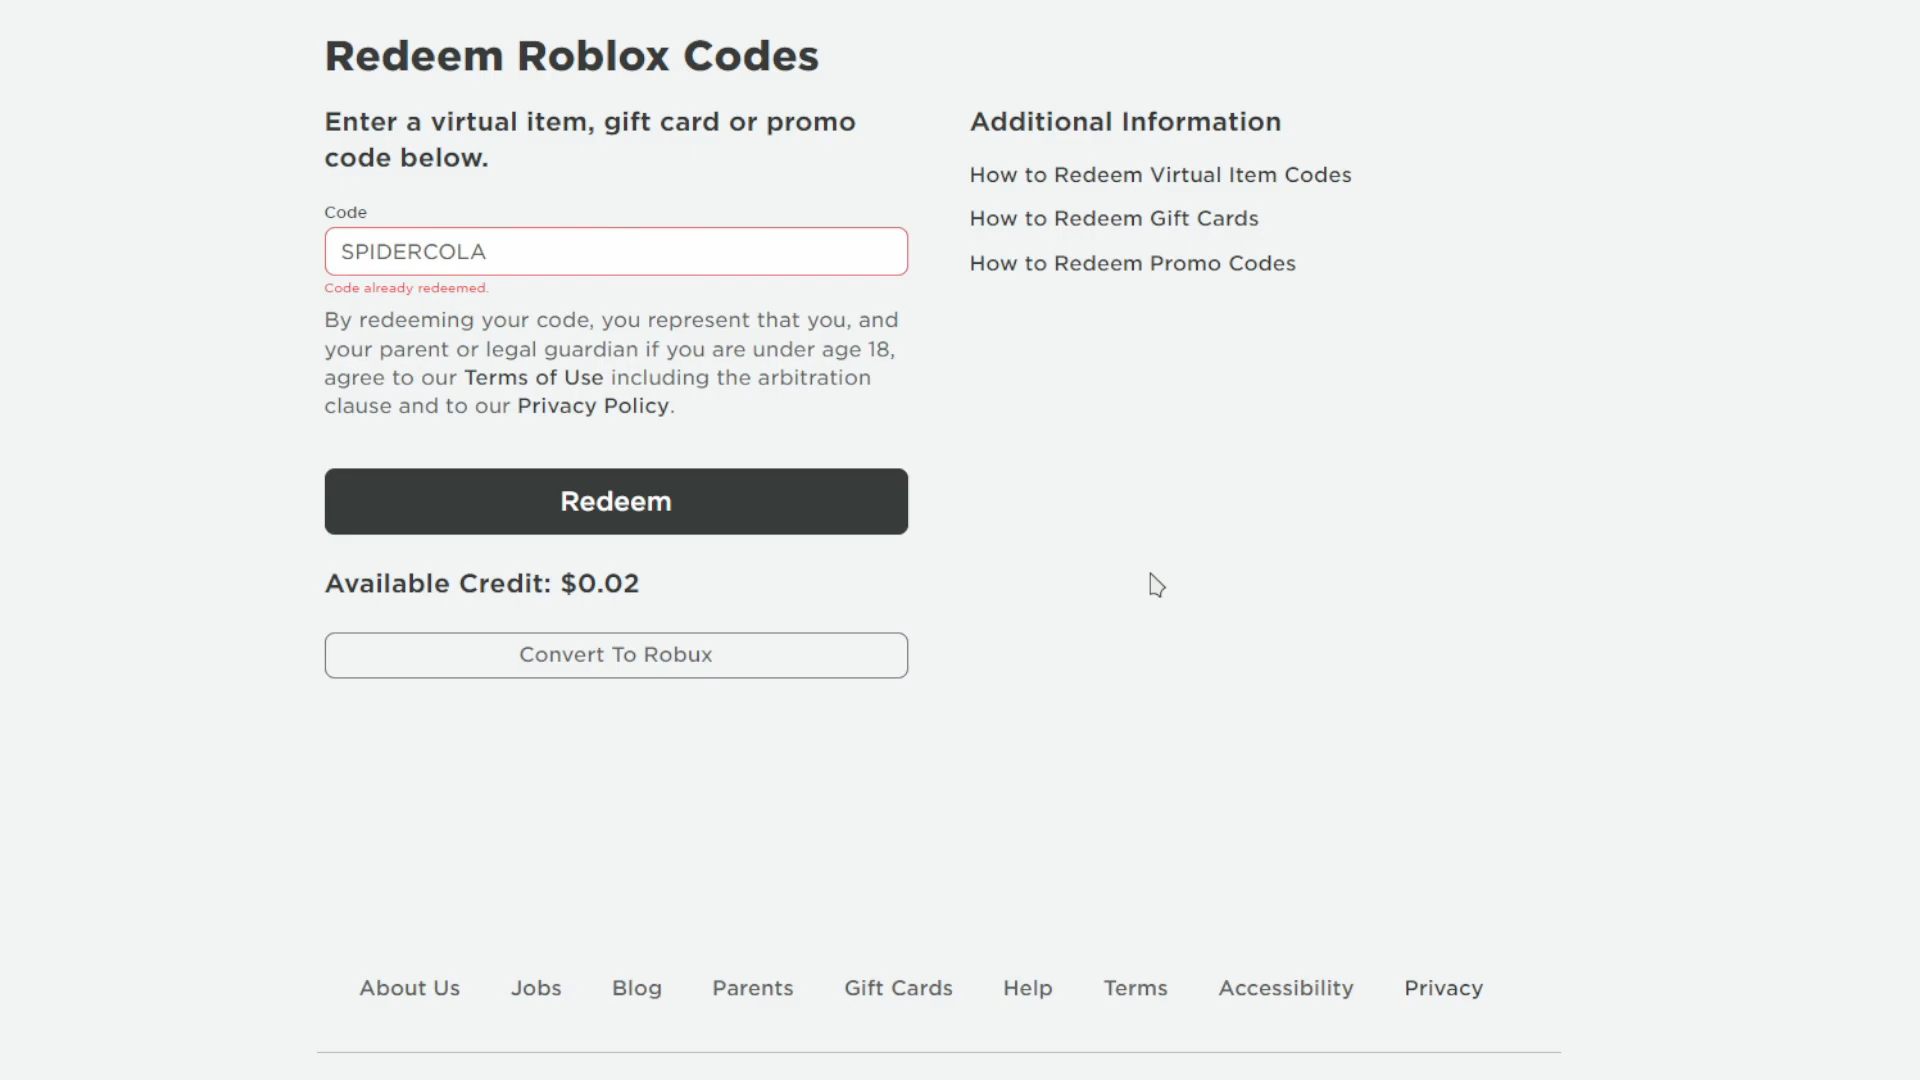 Redeem Roblox Codes
Enter a virtual item, gift card or promo
code below.
Code
SPIDERCOLA
Code already redeemed.
By redeeming your code, you represent that you, and
your parent or legal guardian if you are under age 18,
agree to our Terms of Use including the arbitration
clause and to our Privacy Policy.
Redeem
Available Credit: $0.02
Convert To Robux
Additional Information
How to Redeem Virtual Item Codes
How to Redeem Gift Cards
How to Redeem Promo Codes
About Us Jobs Blog Parents Gift Cards Help Terms Accessibility Privacy